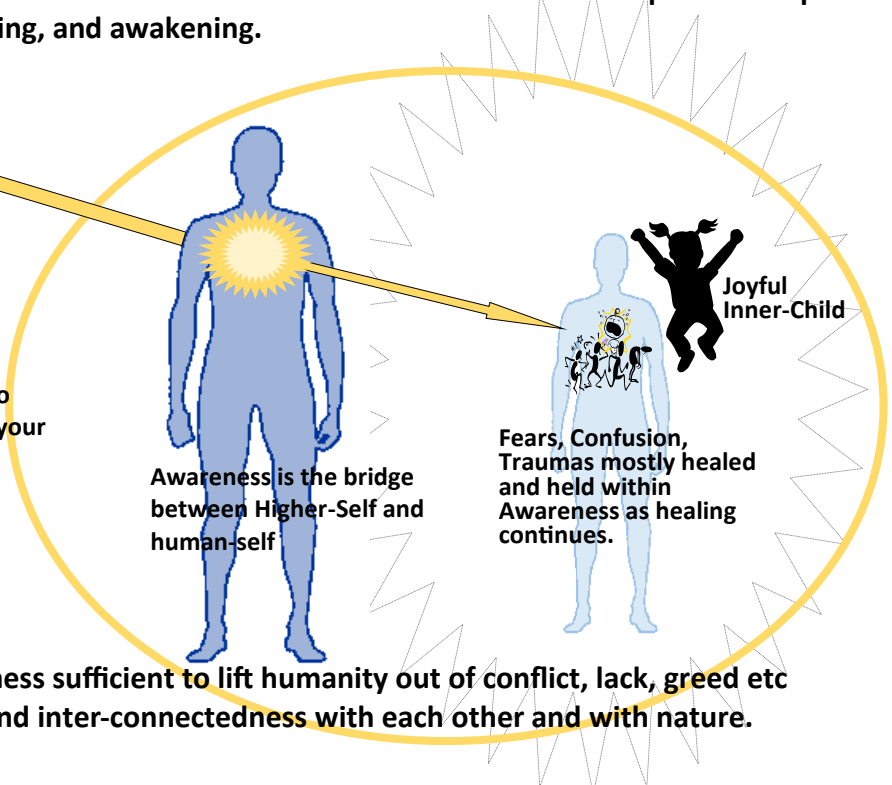 ing, and awakening.
Joyful
Inner-Child
o
your
Fears, Confusion,
Traumas mostly healed
and held within
Awareness as healing
continues.
Awareness is the bridge
between Higher-Self and
human-self
ness sufficient to lift humanity out of conflict, lack, greed etc
nd inter-connectedness with each other and with nature.